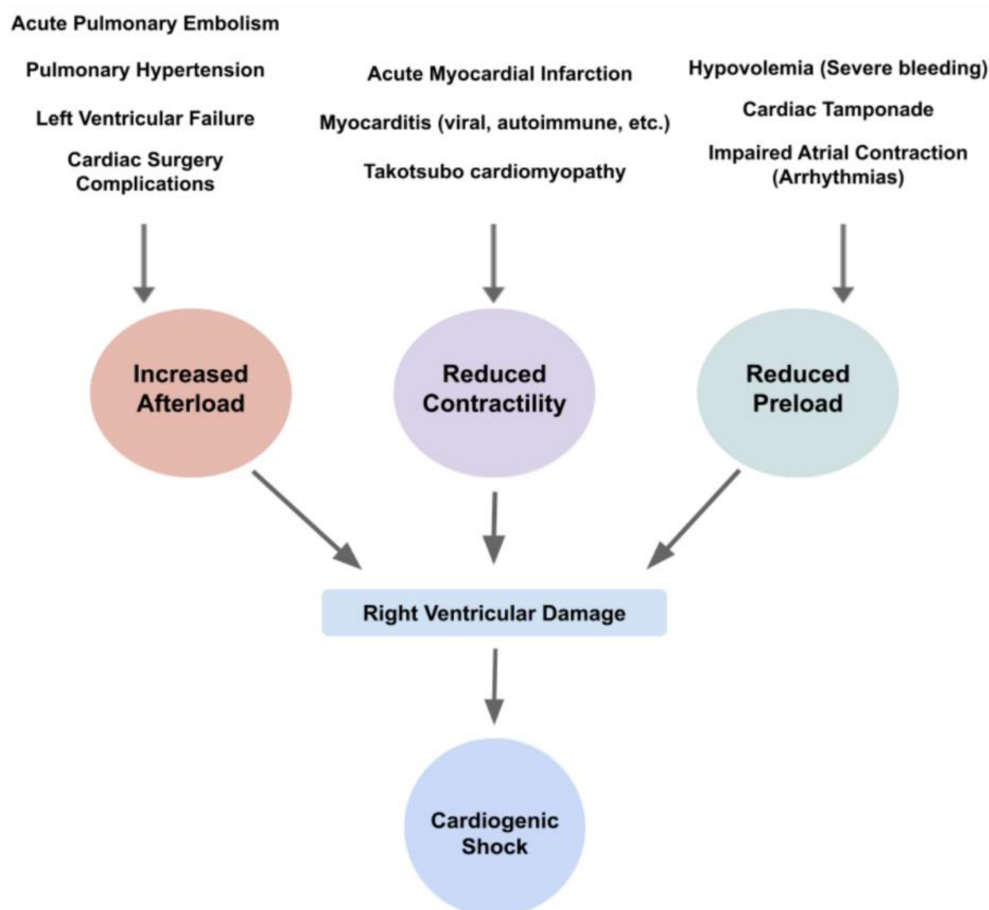 Acute Pulmonary Embolism
Pulmonary Hypertension
Left Ventricular Failure
Cardiac Surgery
Complications
Acute Myocardial Infarction
Myocarditis (viral, autoimmune, etc.)
Takotsubo cardiomyopathy
Hypovolemia (Severe bleeding)
Cardiac Tamponade
Impaired Atrial Contraction
(Arrhythmias)
Increased
Afterload
Reduced
Contractility
Reduced
Preload
Right Ventricular Damage
Cardiogenic
Shock